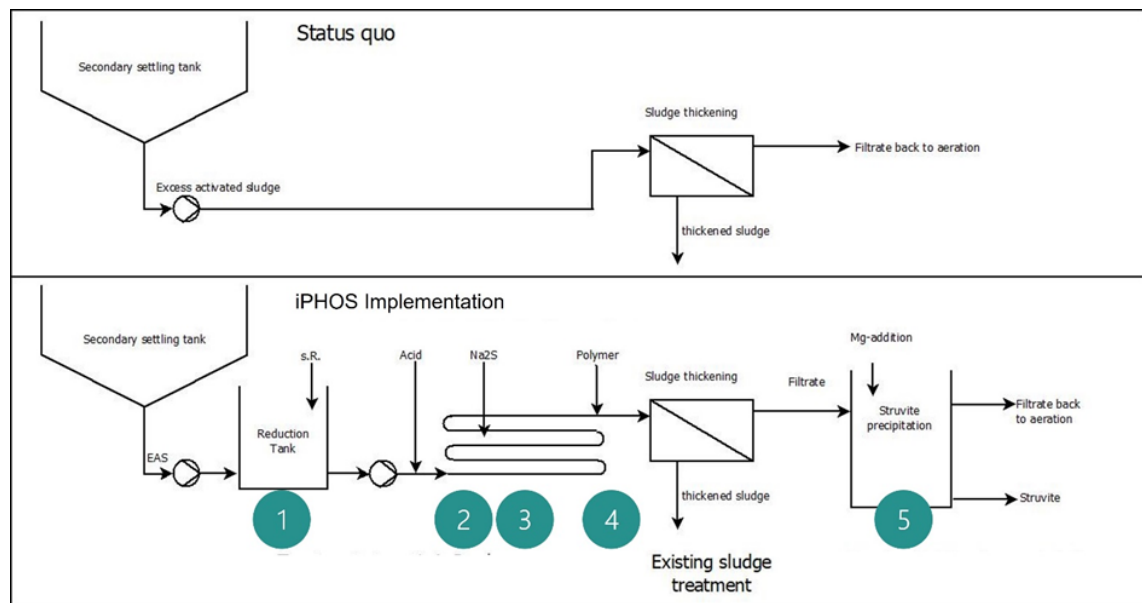 Status quo
Secondary settling tank
Sludge thickening
Filtrate back to aeration
Excess activated sludge
thickened sludge
iPHOS Implementation
Secondary settling tank
s.R.
Acid
Na2S
Polymer
Sludge thickening
Filtrate
Mg-addition
Reduction
Tank
Struvite
precipitation
Filtrate back
to aeration
EAS
thickened sludge
Struvite
1
2
3
4
5
Existing sludge
treatment